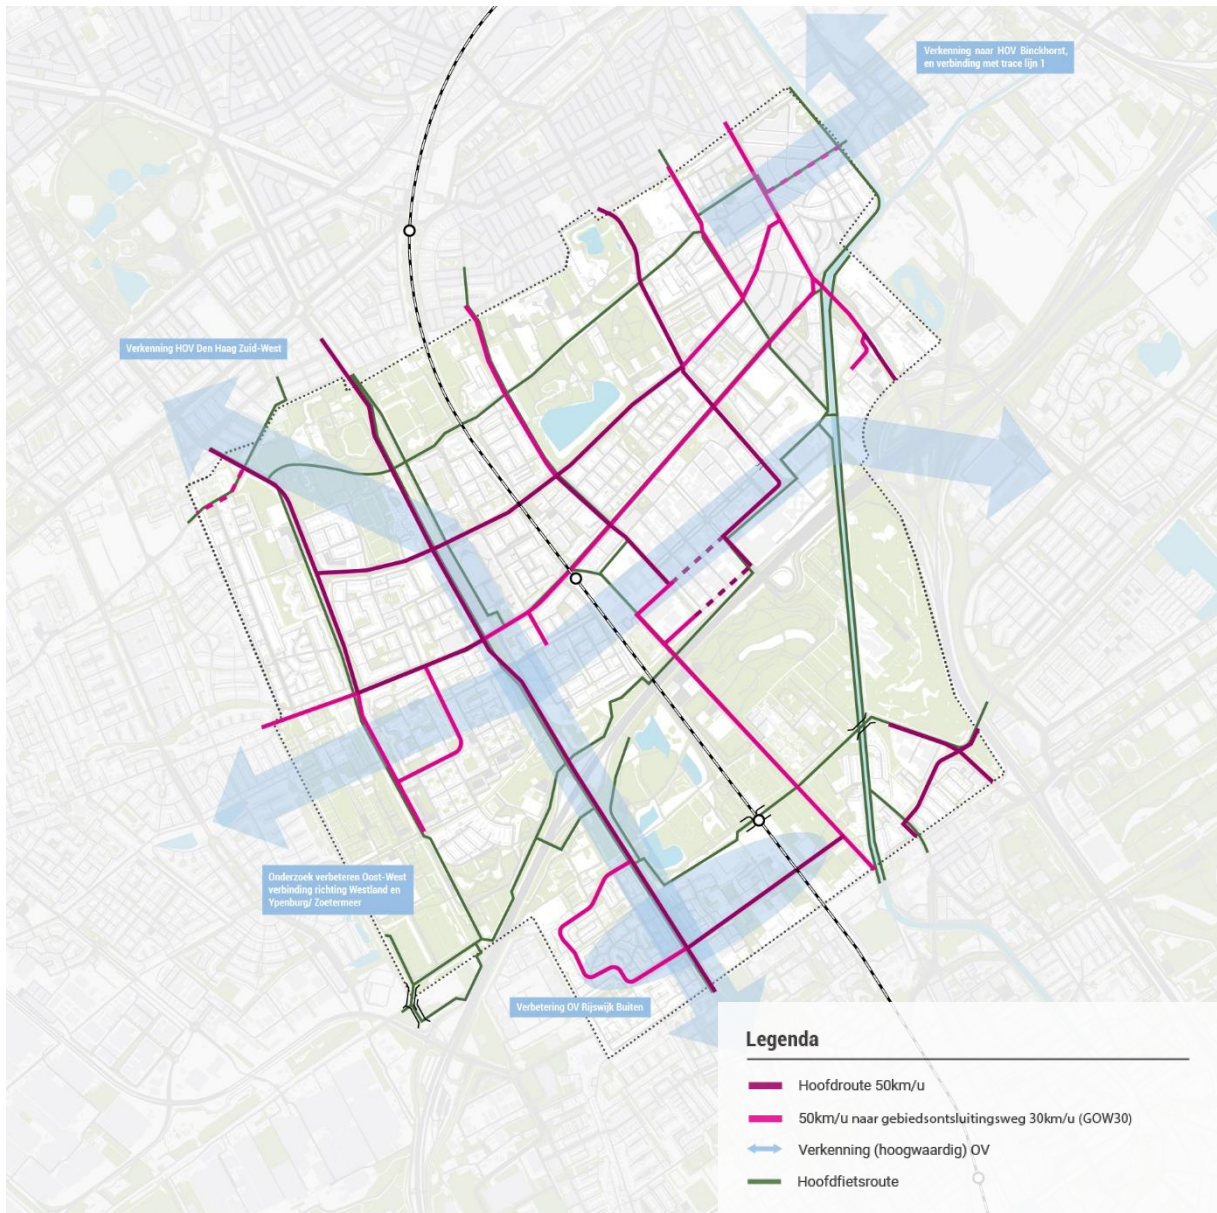 Verkenning naar HOV Binckhorst,
en verbinding met trace lijn 1
Verkenning HOV Den Haag Zuid-West
Onderzoek verbeteren Oost-West
verbinding richting Westland en
Ypenburg/ Zoetermeer
Verbetering OV Rijswijk Buiten
Legenda
Hoofdroute 50km/u
50km/u naar gebiedsontsluitingsweg 30km/u (GOW30)
Verkenning (hoogwaardig) OV
Hoofdfietsroute